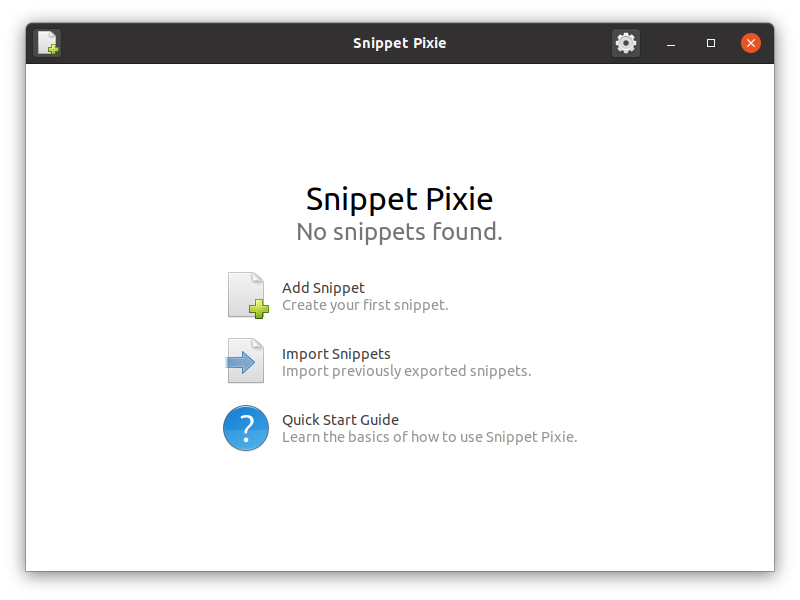 Snippet Pixie
Snippet Pixie
No snippets found.
Add Snippet
Create your first snippet.
Import Snippets
Import previously exported snippets.
Quick Start Guide
Learn the basics of how to use Snippet Pixie.